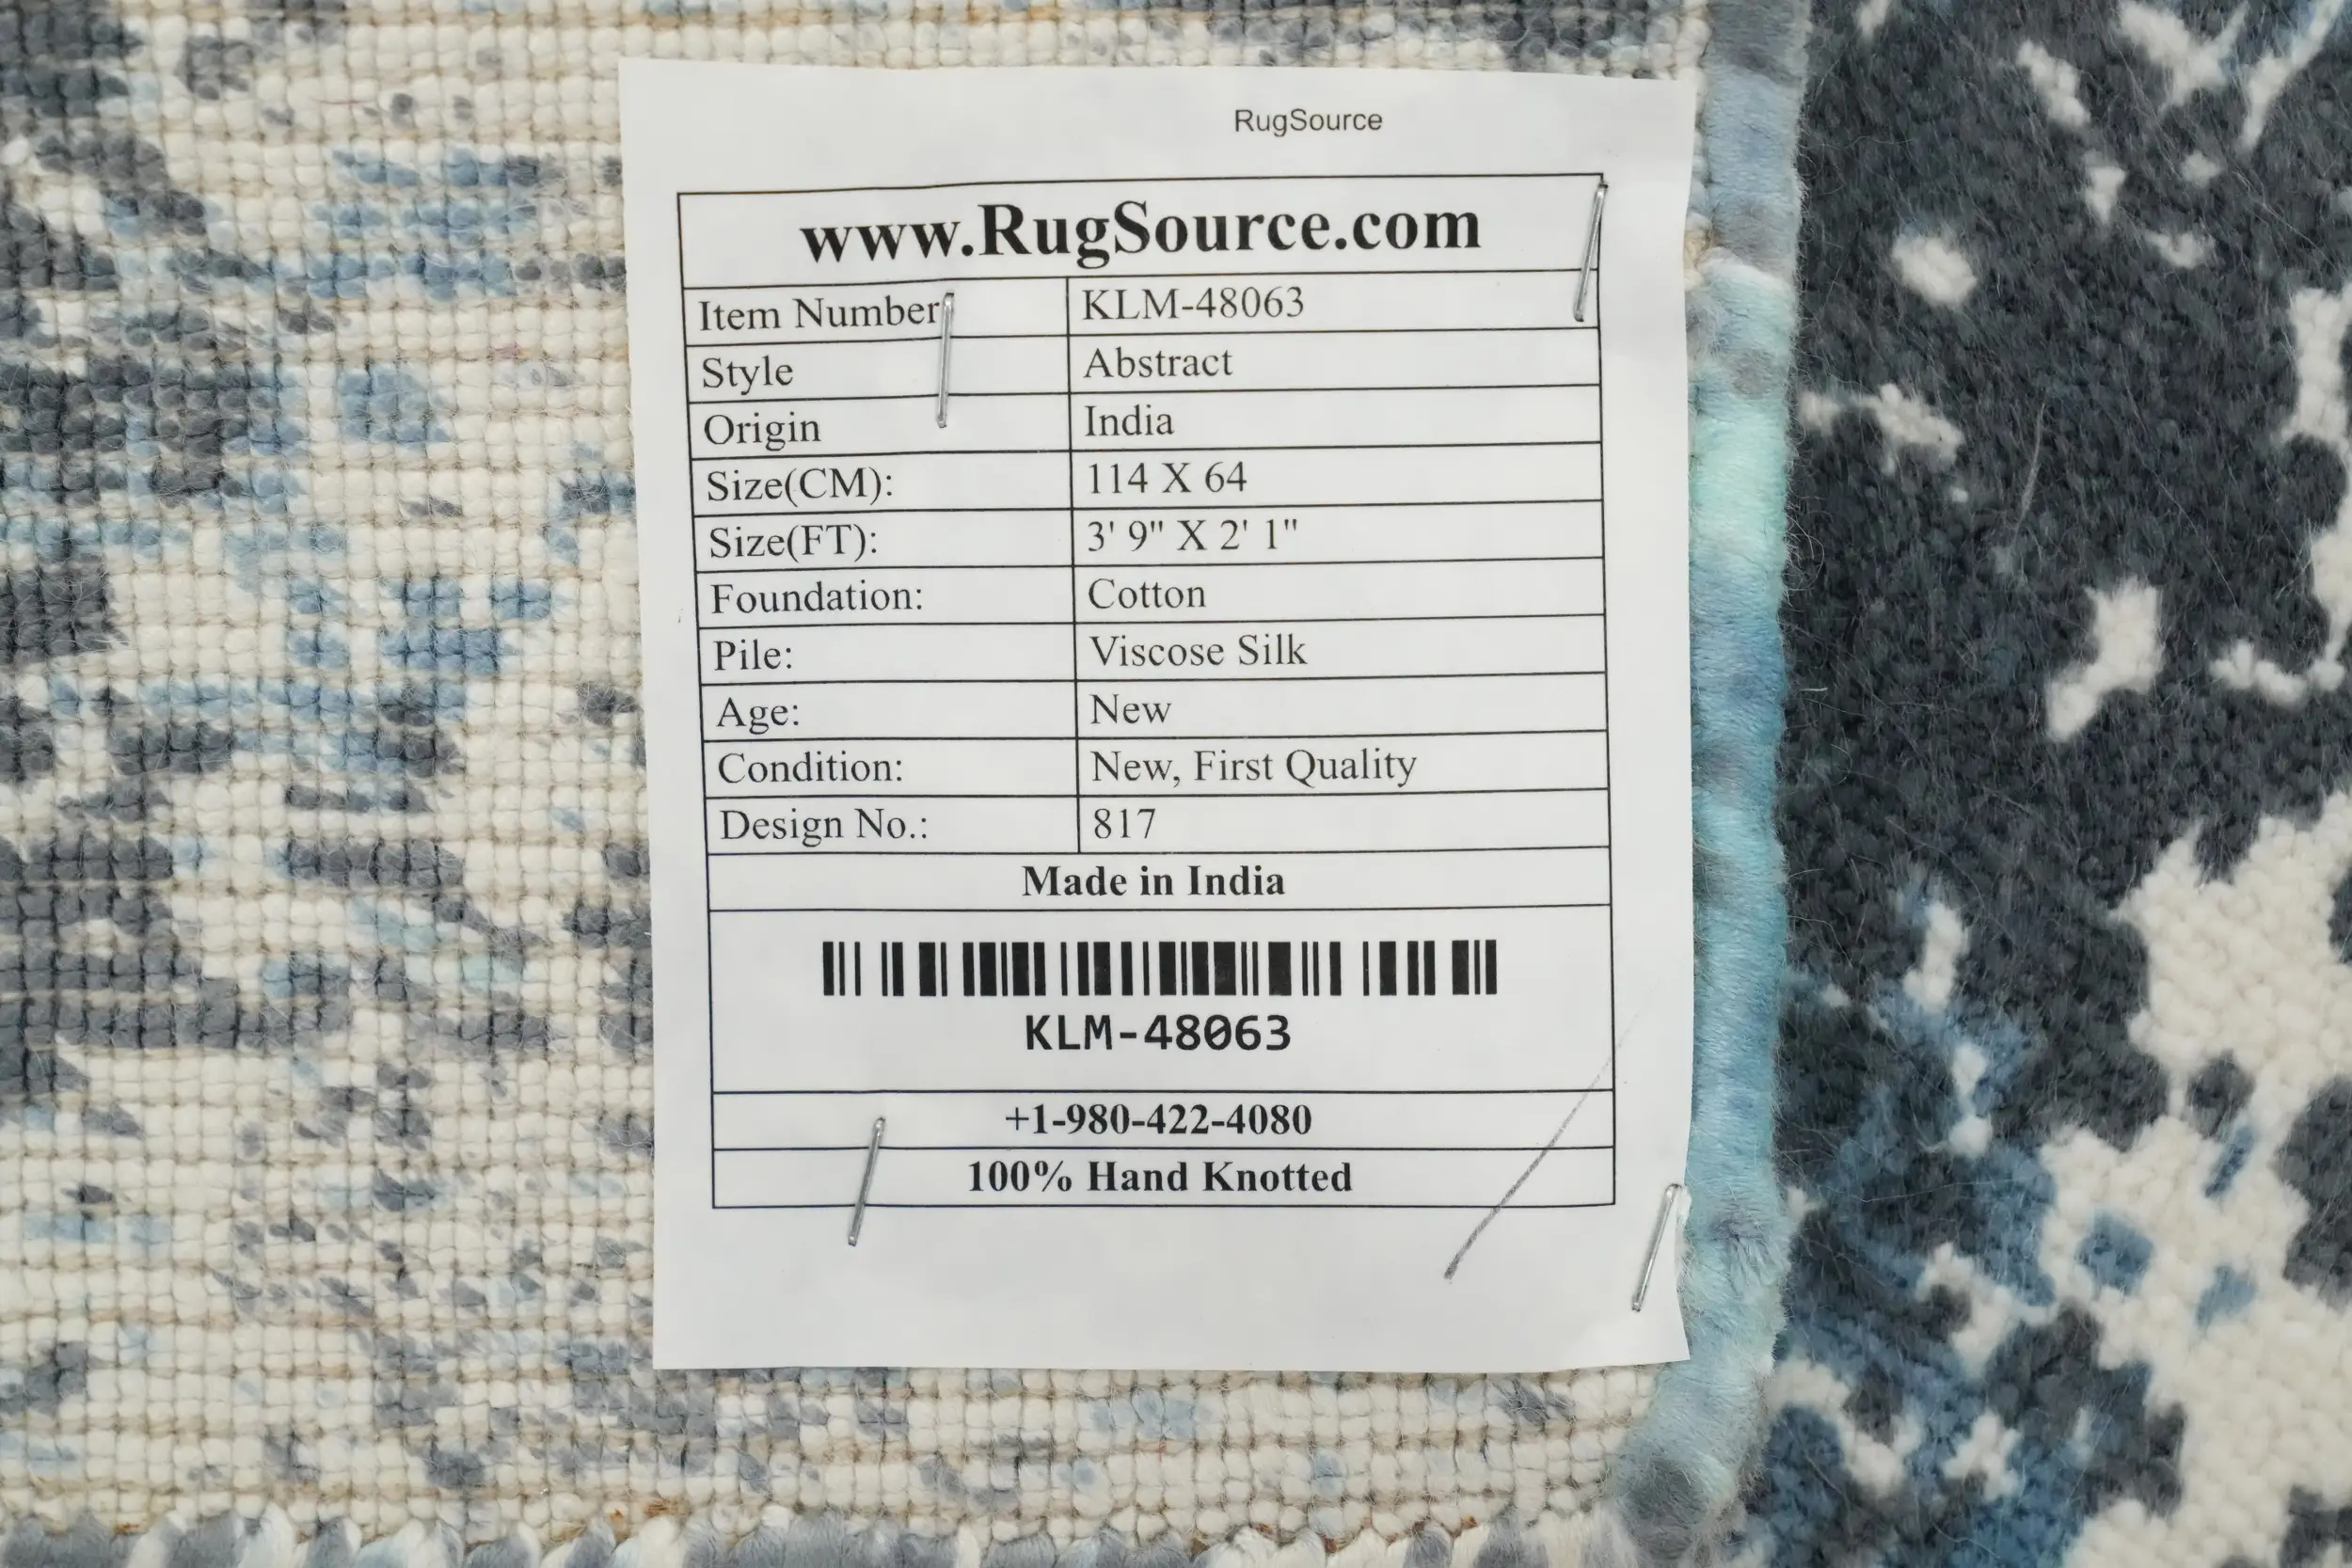 RugSource
www.RugSource.com
Item Number KLM-48063
Style Abstract
Origin India
Size(CM): 114 X 64
Size(FT): 3' 9" X 2' 1"
Foundation: Cotton
Pile: Viscose Silk
Age: New
Condition: New, First Quality
Design No.: 817
Made in India
KLM-48063
+1-980-422-4080
100% Hand Knotted